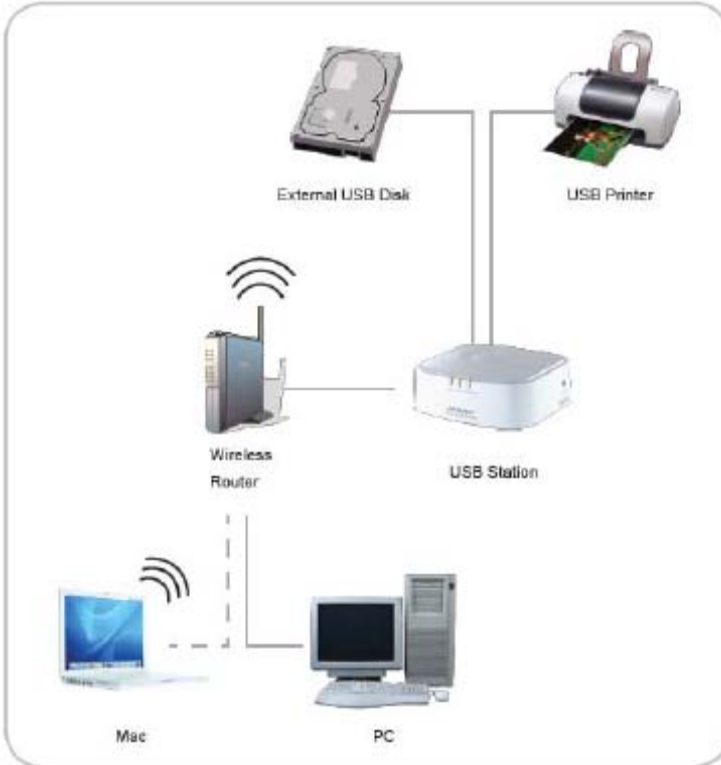 External USB Disk
USB Printer
Wireless
Router
USB Station
Mac
PC